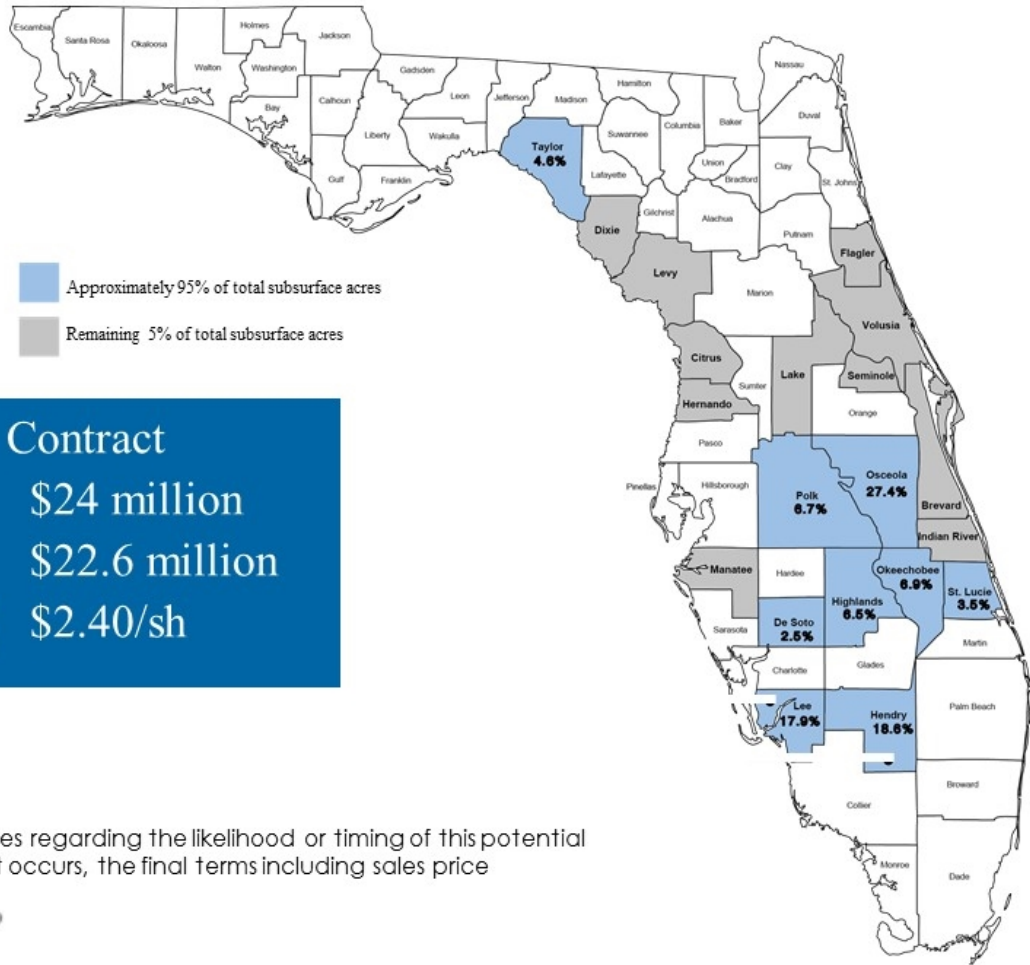 Escambia
Santa Rosa
Okaloosa
Walton
Holmes
Washington
Jackson
Bay
Calhoun
Gulf
Liberty
Gadsden
Franklin
Leon
Wakulla
Jefferson
Madison
Taylor
4.6%
Hamilton
Suwannee
Lafayette
Columbia
Baker
Nassau
Duval
Union
Bradford
Clay
St. Johns
Dixie
Gilchrist
Alachua
Putnam
Flagler
Levy
Marion
Volusia
Approximately 95% of total subsurface acres
Remaining 5% of total subsurface acres
Citrus
Sumter
Lake
Seminole
Hernando
Orange
Pasco
Contract
$24 million
$22.6 million
$2.40/sh
Pinellas
Hillsborough
Polk
6.7%
Osceola
27.4%
Brevard
Indian River
Manatee
Hardee
Highlands
6.5%
Okeechobee
6.9%
St. Lucie
3.5%
Sarasota
De Soto
2.5%
Martin
Charlotte
Glades
Lee
17.9%
Hendry
18.6%
Palm Beach
Broward
Collier
Monroe
Dade
es regarding the likelihood or timing of this potential
t occurs, the final terms including sales price